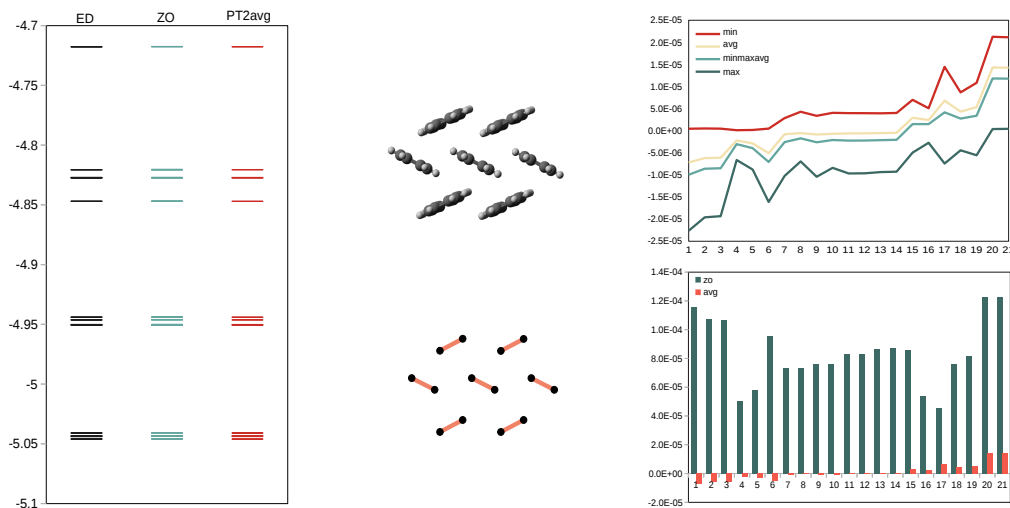 ED ZO PT2avg
-4.7
-4.75
-4.8
-4.85
-4.9
-4.95
-5
-5.05
-5.1
2.5E-05
2.0E-05
1.5E-05
1.0E-05
5.0E-06
0.0E+00
-5.0E-06
-1.0E-05
-1.5E-05
-2.0E-05
-2.5E-05
min
avg
minmaxavg
max
1 2 3 4 5 6 7 8 9 10 11 12 13 14 15 16 17 18 19 20 21
1.4E-04
1.2E-04
1.0E-04
8.0E-05
6.0E-05
4.0E-05
2.0E-05
0.0E+00
-2.0E-05
zo
avg
1 2 3 4 5 6 7 8 9 10 11 12 13 14 15 16 17 18 19 20 21